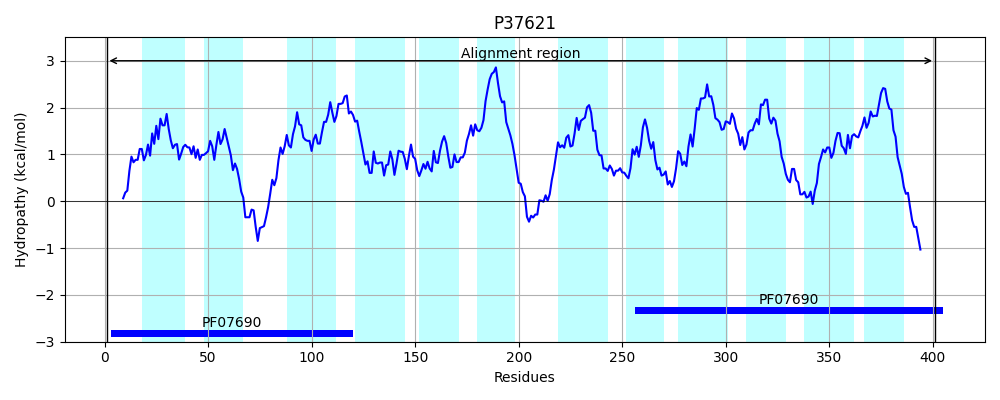 P37621
Hydropathy (kcal/mol)
3
2
1
0
−1
−2
−3
Alignment region
PF07690
PF07690
0 50 100 150 200 250 300 350 400
Residues